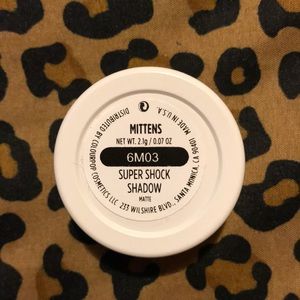 MITTENS
NET WT. 2.1g / 0.07 OZ
6M03
SUPER SHOCK
SHADOW
MATTE
DISTRIBUTED BY COLOURPOP COSMETICS LLC 233 WILSHIRE BLVD., SANTA MONICA, CA 90401 MADE IN U.S.A.